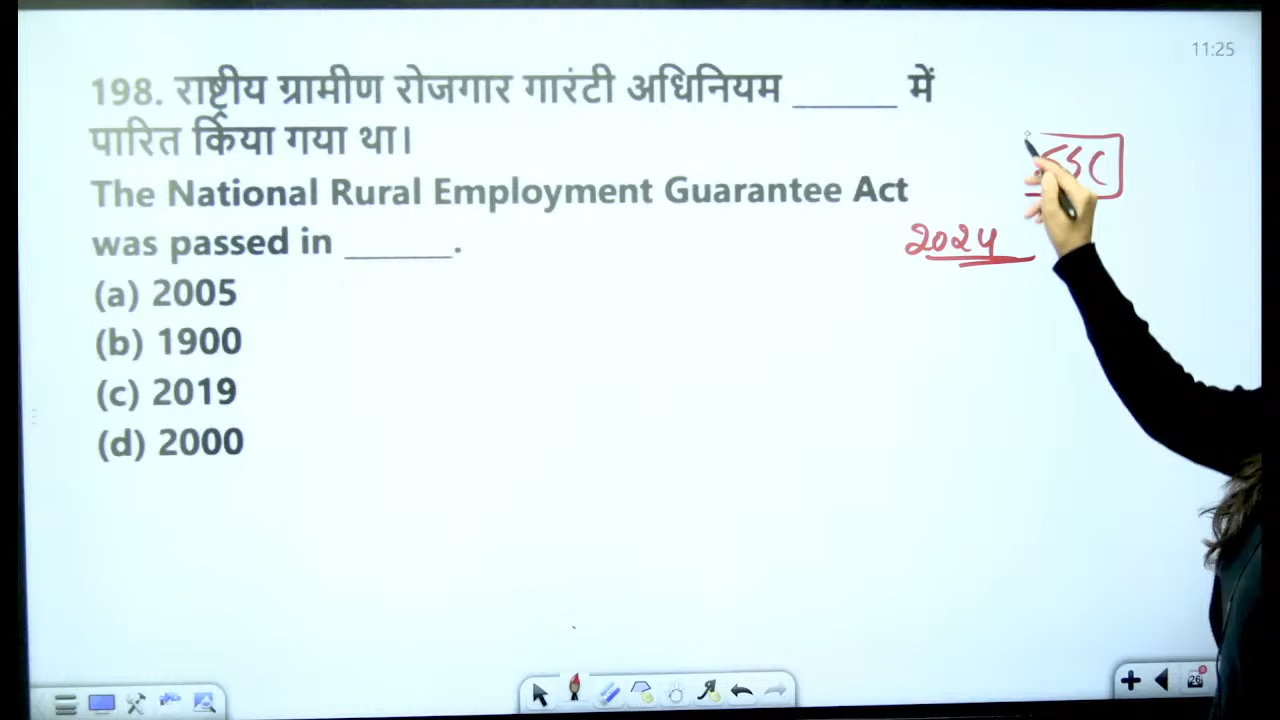 11:25
198. राष्ट्रीय ग्रामीण रोजगार गारंटी अधिनियम ______ में
पारित किया गया था।
SSC
The National Rural Employment Guarantee Act
was passed in ______.
2024
(a) 2005
(b) 1900
(c) 2019
(d) 2000
26